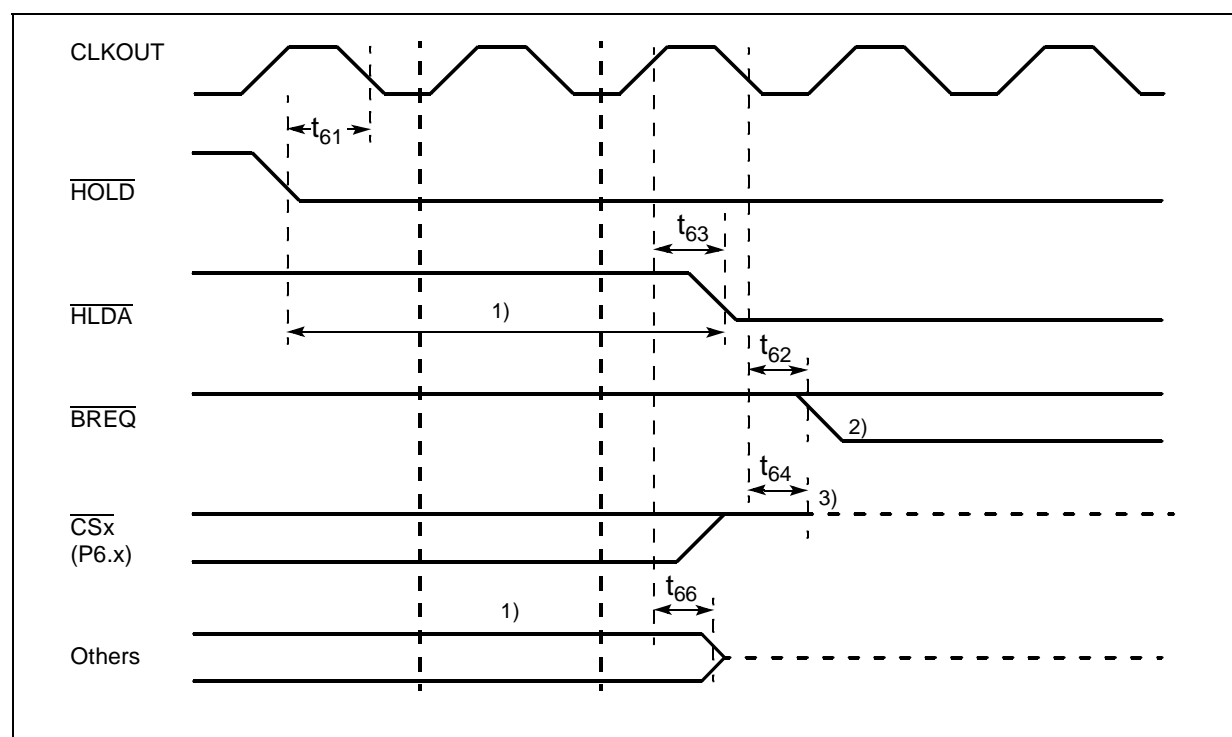 CLKOUT
t61
HOLD
t63
HLDA
1)
t62
BREQ
2)
t64
3)
CSx
(P6.x)
t66
1)
Others